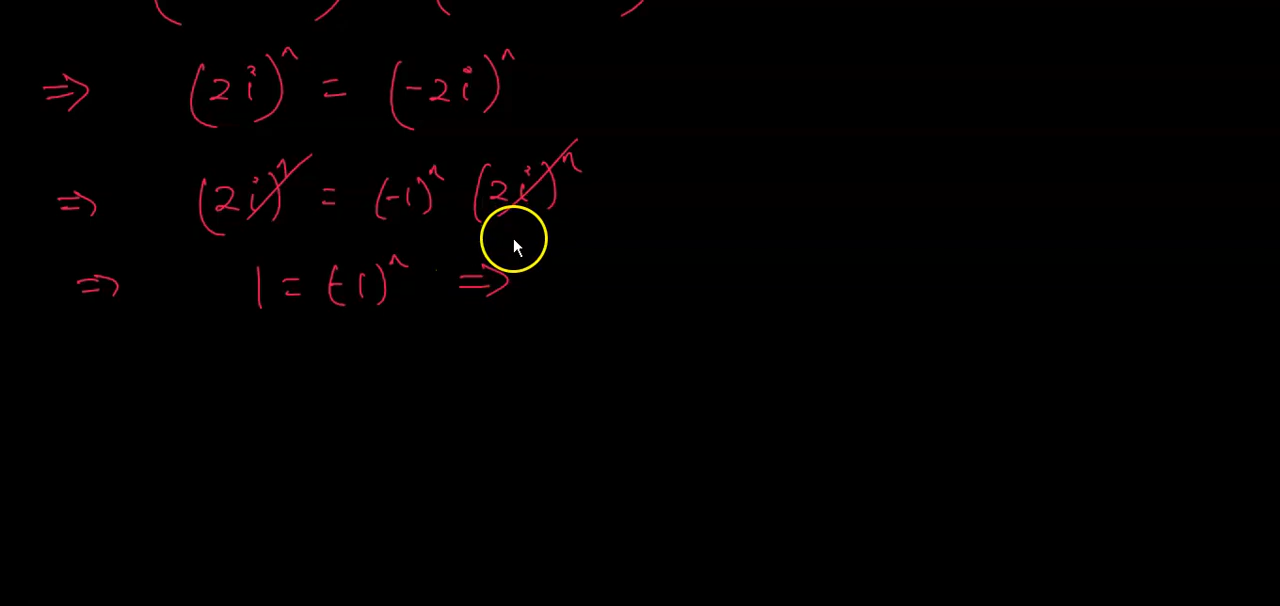 ⇒ (2i)^n = (-2i)^n
⇒ (2i)^n = (-1)^n (2i)^n
⇒ 1 = (-1)^n ⇒